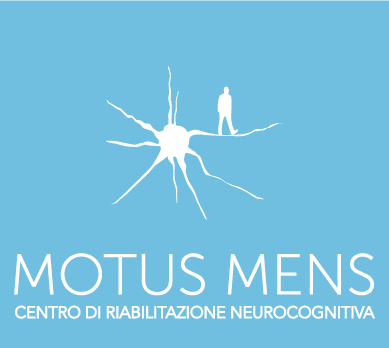 MOTUS MENS
CENTRO DI RIABILITAZIONE NEUROCOGNITIVA